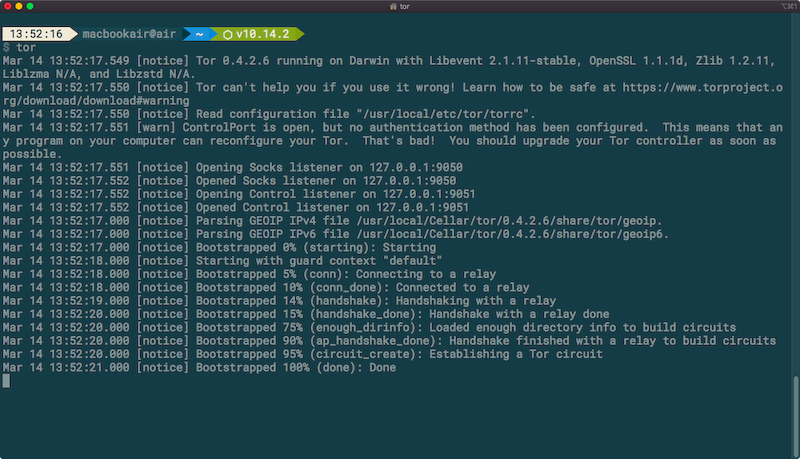 tor
⌥⌘1
13:52:16 macbookair@air ~ v10.14.2
$ tor
Mar 14 13:52:17.549 [notice] Tor 0.4.2.6 running on Darwin with Libevent 2.1.11-stable, OpenSSL 1.1.1d, Zlib 1.2.11,
Liblzma N/A, and Libzstd N/A.
Mar 14 13:52:17.550 [notice] Tor can't help you if you use it wrong! Learn how to be safe at https://www.torproject.o
rg/download/download#warning
Mar 14 13:52:17.550 [notice] Read configuration file "/usr/local/etc/tor/torrc".
Mar 14 13:52:17.551 [warn] ControlPort is open, but no authentication method has been configured.  This means that an
y program on your computer can reconfigure your Tor.  That's bad!  You should upgrade your Tor controller as soon as
possible.
Mar 14 13:52:17.551 [notice] Opening Socks listener on 127.0.0.1:9050
Mar 14 13:52:17.552 [notice] Opened Socks listener on 127.0.0.1:9050
Mar 14 13:52:17.552 [notice] Opening Control listener on 127.0.0.1:9051
Mar 14 13:52:17.552 [notice] Opened Control listener on 127.0.0.1:9051
Mar 14 13:52:17.000 [notice] Parsing GEOIP IPv4 file /usr/local/Cellar/tor/0.4.2.6/share/tor/geoip.
Mar 14 13:52:17.000 [notice] Parsing GEOIP IPv6 file /usr/local/Cellar/tor/0.4.2.6/share/tor/geoip6.
Mar 14 13:52:17.000 [notice] Bootstrapped 0% (starting): Starting
Mar 14 13:52:18.000 [notice] Starting with guard context "default"
Mar 14 13:52:18.000 [notice] Bootstrapped 5% (conn): Connecting to a relay
Mar 14 13:52:18.000 [notice] Bootstrapped 10% (conn_done): Connected to a relay
Mar 14 13:52:19.000 [notice] Bootstrapped 14% (handshake): Handshaking with a relay
Mar 14 13:52:20.000 [notice] Bootstrapped 15% (handshake_done): Handshake with a relay done
Mar 14 13:52:20.000 [notice] Bootstrapped 75% (enough_dirinfo): Loaded enough directory info to build circuits
Mar 14 13:52:20.000 [notice] Bootstrapped 90% (ap_handshake_done): Handshake finished with a relay to build circuits
Mar 14 13:52:20.000 [notice] Bootstrapped 95% (circuit_create): Establishing a Tor circuit
Mar 14 13:52:21.000 [notice] Bootstrapped 100% (done): Done